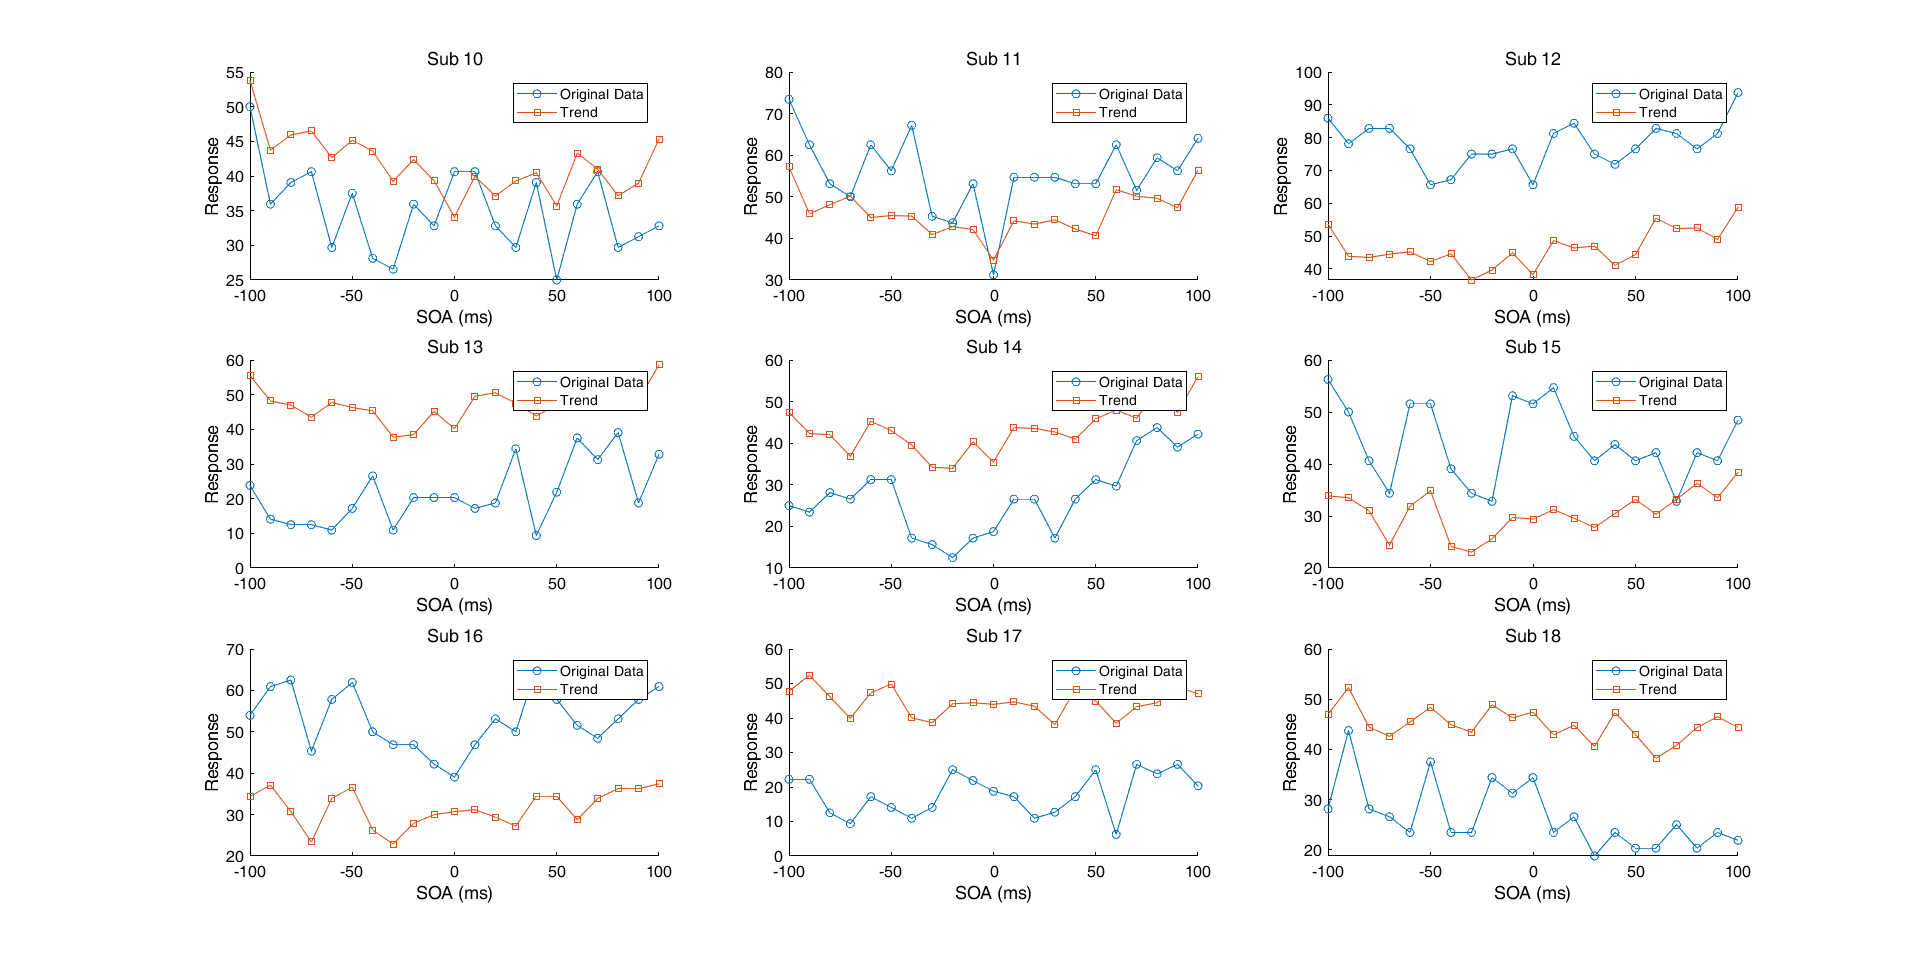 Sub 10
Sub 11
Sub 12
55
50
45
40
35
30
25
Response
Original Data
Trend
-100
-50
0
50
100
SOA (ms)
80
70
60
50
40
30
Response
Original Data
Trend
-100
-50
0
50
100
SOA (ms)
100
90
80
70
60
50
40
Response
Original Data
Trend
-100
-50
0
50
100
SOA (ms)
Sub 13
60
50
40
30
20
10
0
Response
Original Data
Trend
-100
-50
0
50
100
SOA (ms)
Sub 14
60
50
40
30
20
10
Response
Original Data
Trend
-100
-50
0
50
100
SOA (ms)
Sub 15
60
50
40
30
20
Response
Original Data
Trend
-100
-50
0
50
100
SOA (ms)
Sub 16
70
60
50
40
30
20
Response
Original Data
Trend
-100
-50
0
50
100
SOA (ms)
Sub 17
60
50
40
30
20
10
0
Response
Original Data
Trend
-100
-50
0
50
100
SOA (ms)
Sub 18
60
50
40
30
20
Response
Original Data
Trend
-100
-50
0
50
100
SOA (ms)